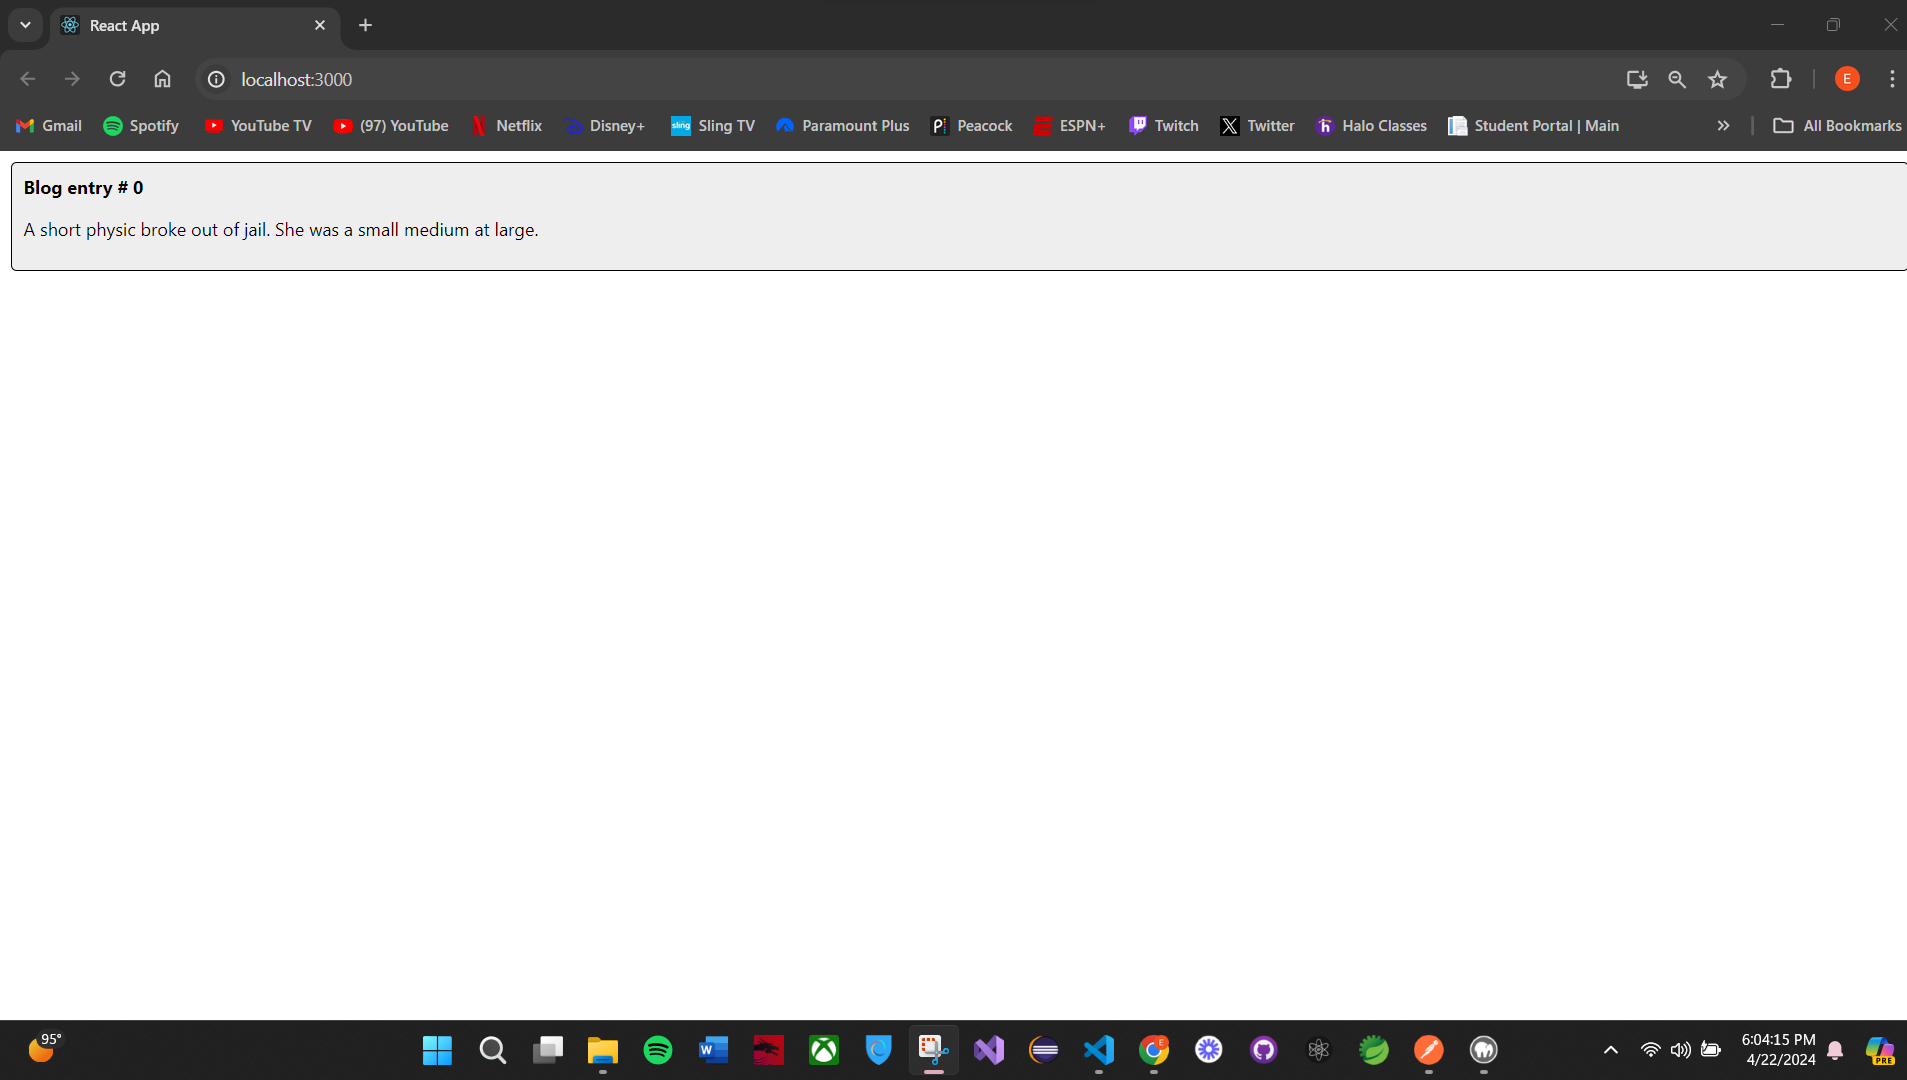 React App
localhost:3000
E
Gmail Spotify YouTube TV (97) YouTube Netflix Disney+ sling Sling TV Paramount Plus Peacock ESPN+ Twitch Twitter Halo Classes Student Portal | Main » All Bookmarks
Blog entry # 0
A short physic broke out of jail. She was a small medium at large.
95°
6:04:15 PM
4/22/2024
PRE